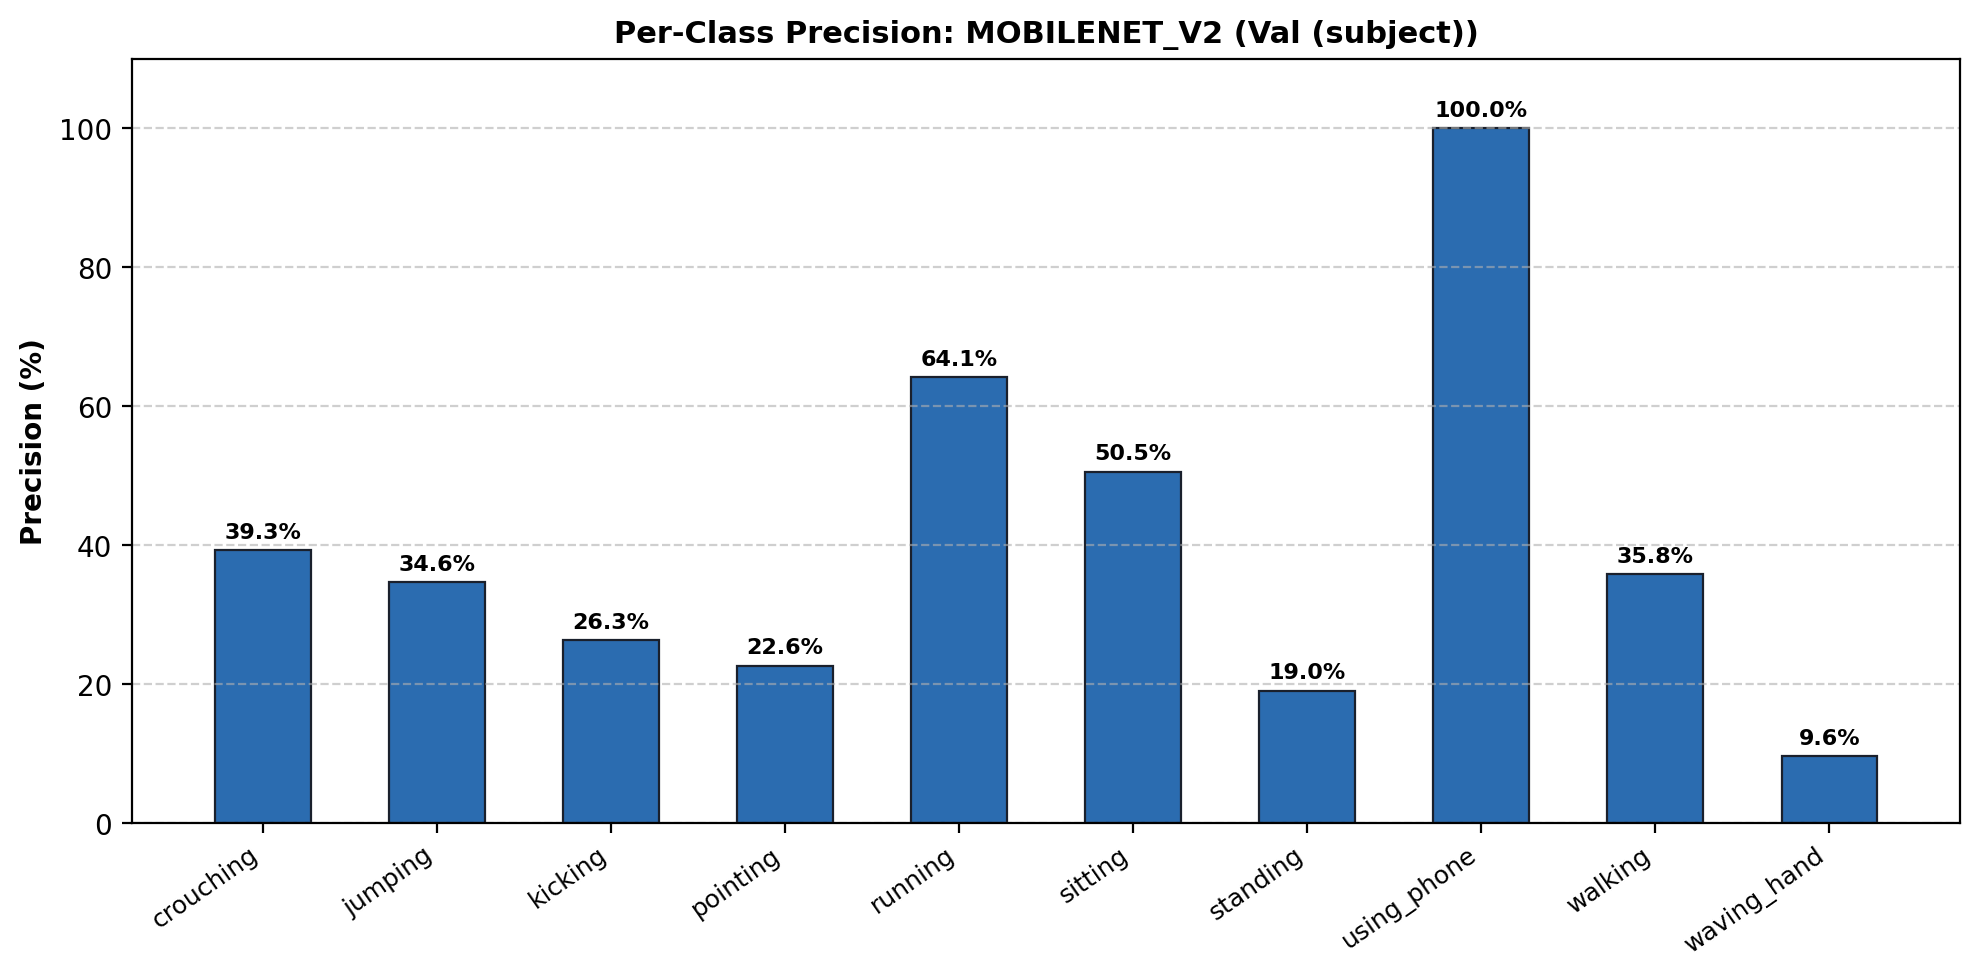 Per-Class Precision: MOBILENET_V2 (Val (subject))
Precision (%)
100
80
60
40
20
0
39.3%
34.6%
26.3%
22.6%
64.1%
50.5%
19.0%
100.0%
35.8%
9.6%
crouching
jumping
kicking
pointing
running
sitting
standing
using_phone
walking
waving_hand